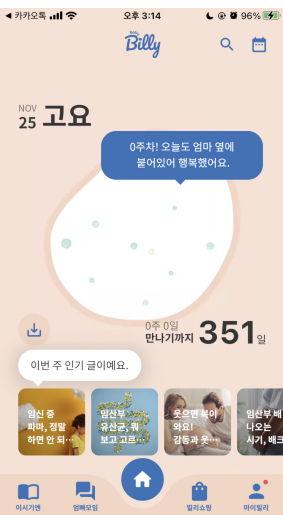 카카오톡
오후 3:14
96%
Billy
NOV
25 고요
0주차! 오늘도 엄마 옆에
붙어있어 행복했어요.
0주 0일
만나기까지 351일
이번 주 인기 글이에요.
임신 중
파마, 정말
하면 안 되…
임산부
유산균, 뭐
보고 고르…
웃으면 복이
와요!
감동과 웃…
임산부 배
나오는
시기, 배크
이시기엔
엄빠모임
빌리쇼핑
마이빌리